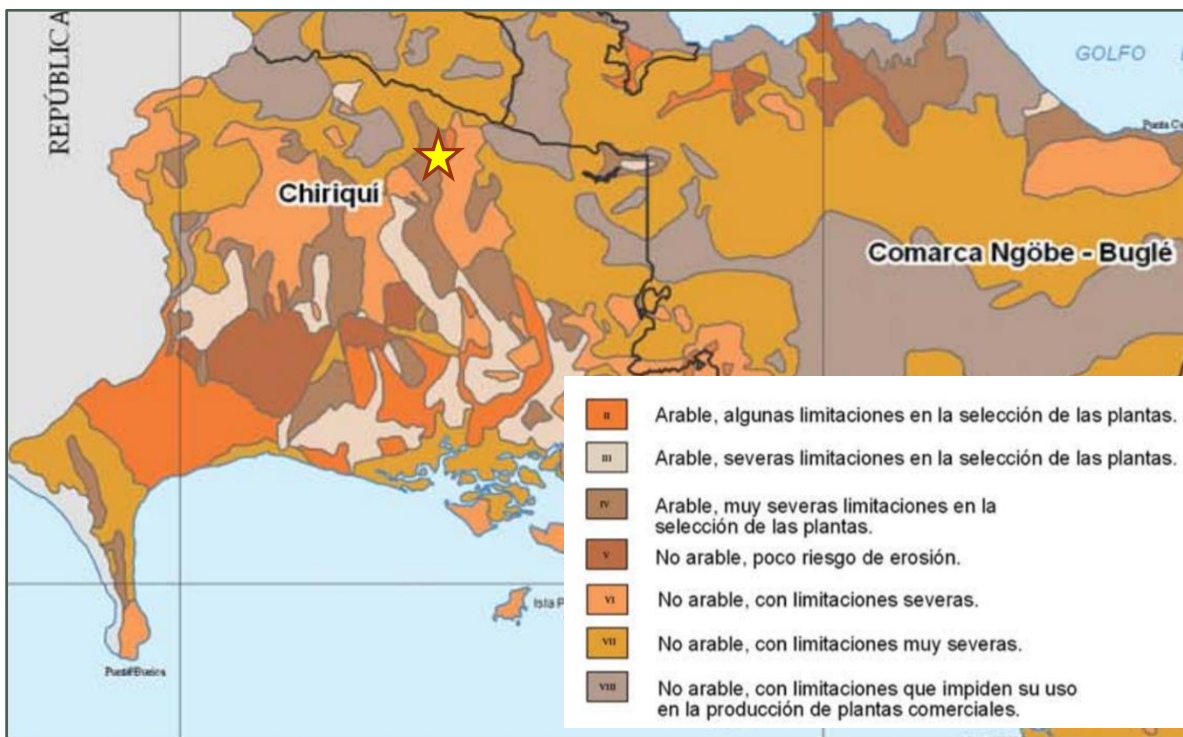 REPÚBLICA
GOLFO
Chiriquí
Comarca Ngöbe - Buglé
II Arable, algunas limitaciones en la selección de las plantas.
III Arable, severas limitaciones en la selección de las plantas.
IV Arable, muy severas limitaciones en la
selección de las plantas.
V No arable, poco riesgo de erosión.
VI No arable, con limitaciones severas.
VII No arable, con limitaciones muy severas.
VIII No arable, con limitaciones que impiden su uso
en la producción de plantas comerciales.
Isla
Punta